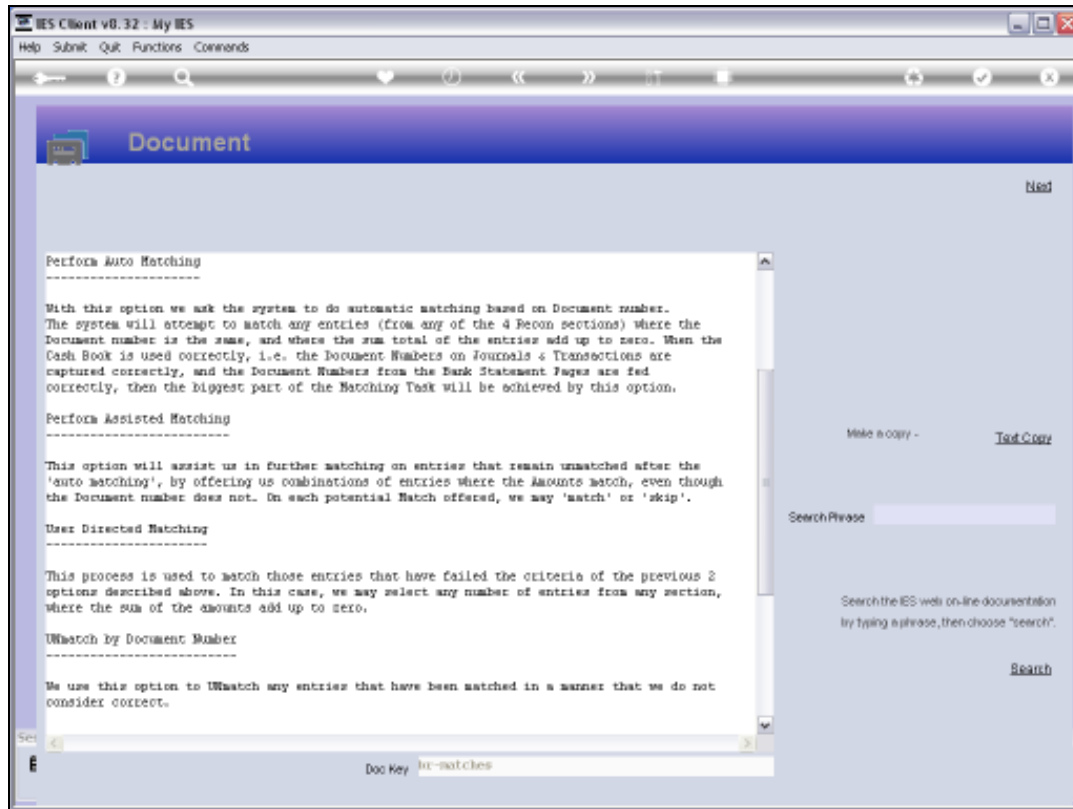 IES Client v8.32 : My IES
Help Submit Quit Functions Commands
Document
Next
Perform Auto Matching
---------------------
With this option we ask the system to do automatic matching based on Document number.
The system will attempt to match any entries (from any of the 4 Recon sections) where the
Document number is the same, and where the sum total of the entries add up to zero. When the
Cash Book is used correctly, i.e. the Document Numbers on Journals & Transactions are
captured correctly, and the Document Numbers from the Bank Statement Pages are fed
correctly, then the biggest part of the Matching Task will be achieved by this option.
Perform Assisted Matching
-------------------------
This option will assist us in further matching on entries that remain unmatched after the
'auto matching', by offering us combinations of entries where the Amounts match, even though
the Document number does not. On each potential Match offered, we may 'match' or 'skip'.
User Directed Matching
----------------------
This process is used to match those entries that have failed the criteria of the previous 2
options described above. In this case, we may select any number of entries from any section,
where the sum of the amounts add up to zero.
UNmatch by Document Number
--------------------------
We use this option to UNmatch any entries that have been matched in a manner that we do not
consider correct.
Make a copy -
Text Copy
Search Phrase
Search the IES web on-line documentation
by typing a phrase, then choose "search".
Search
Doc Key br-matches